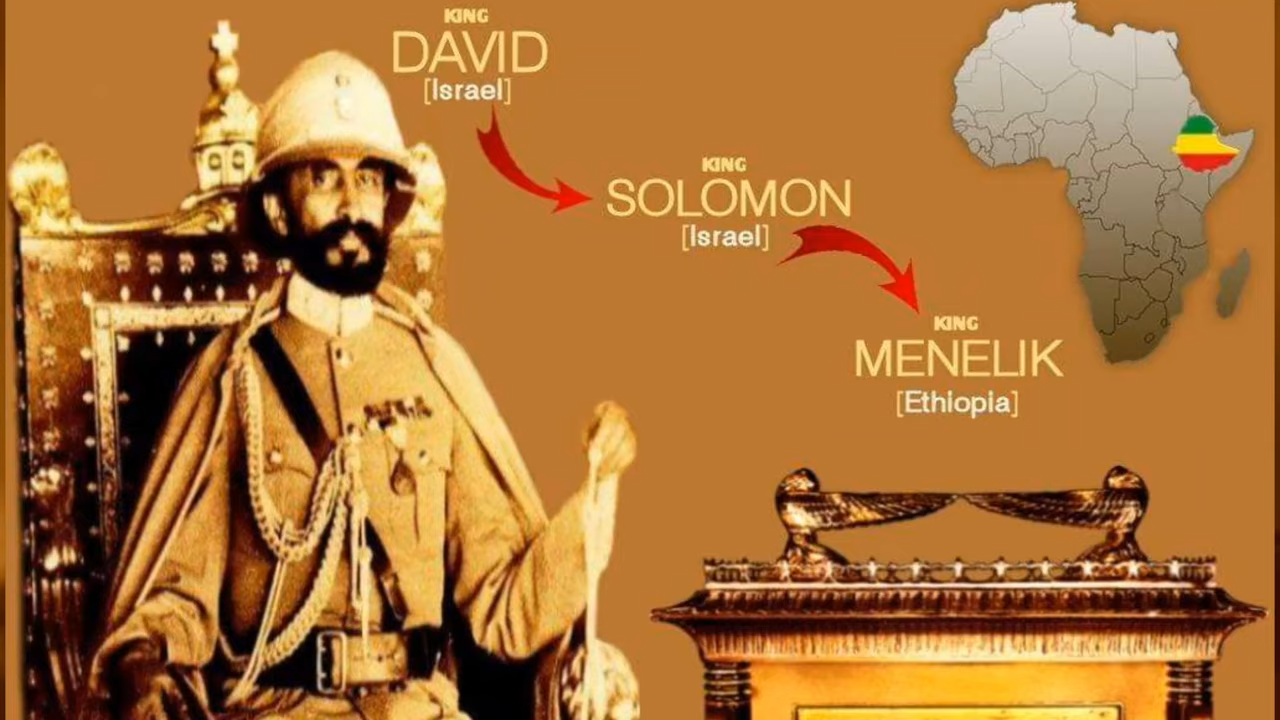 KING
DAVID
[Israel]
KING
SOLOMON
[Israel]
KING
MENELIK
[Ethiopia]